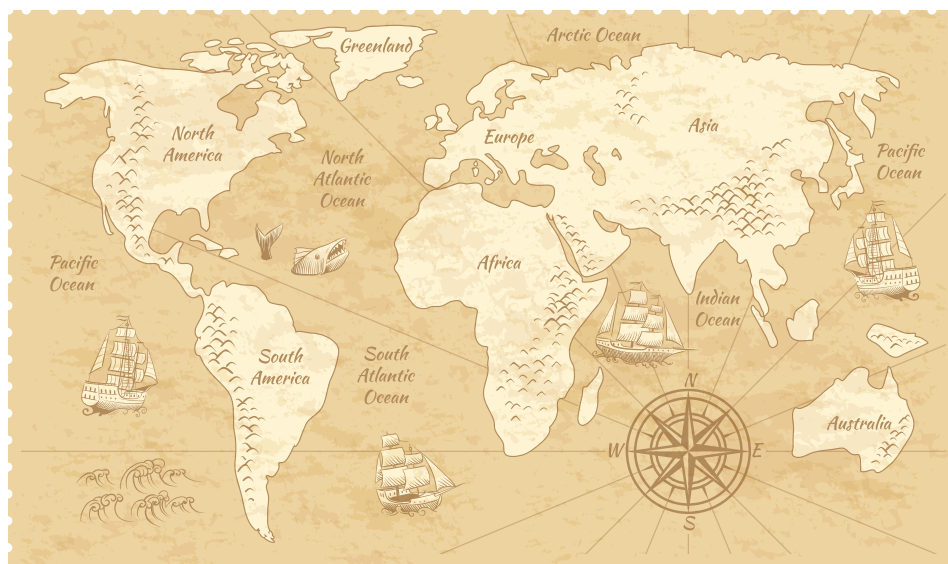 Greenland
Arctic Ocean
North
America
North
Atlantic
Ocean
Europe
Asia
Pacific
Ocean
Pacific
Ocean
Africa
Indian
Ocean
South
America
South
Atlantic
Ocean
Australia
N
W
E
S